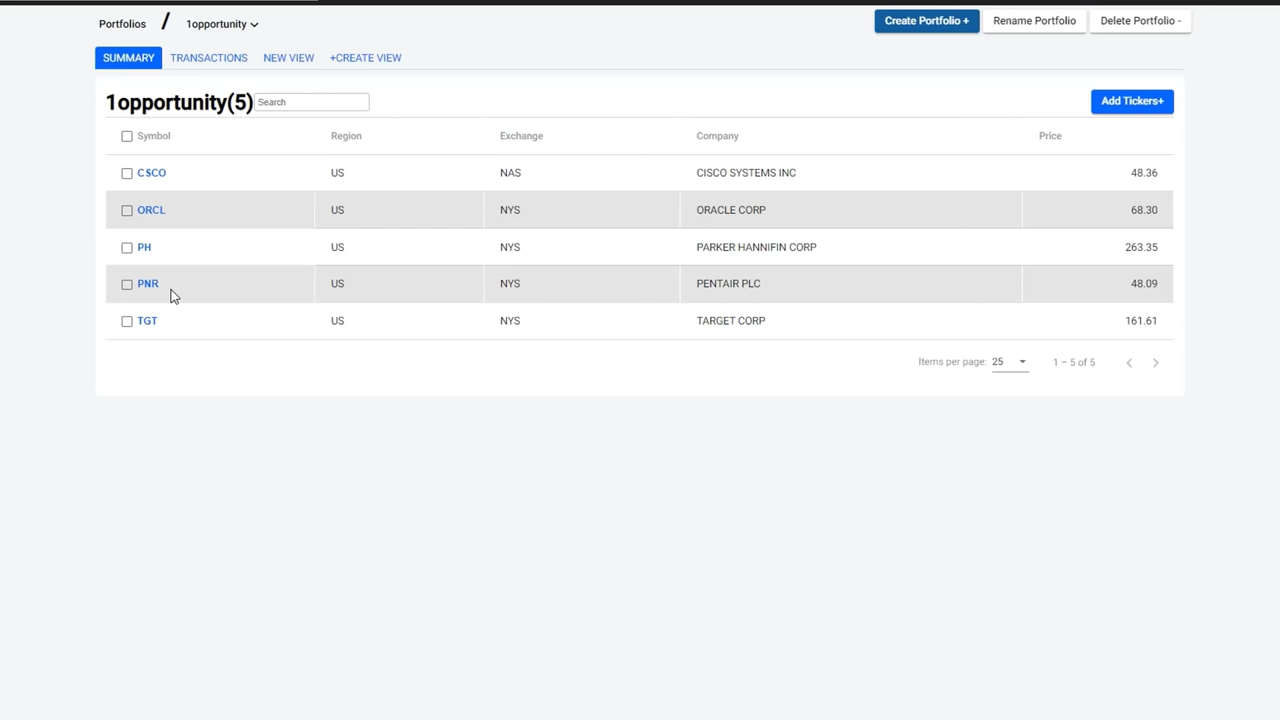 Portfolios / 1opportunity Create Portfolio + Rename Portfolio Delete Portfolio -
SUMMARY TRANSACTIONS NEW VIEW +CREATE VIEW
1opportunity(5) Search Add Tickers+
Symbol Region Exchange Company Price
CSCO US NAS CISCO SYSTEMS INC 48.36
ORCL US NYS ORACLE CORP 68.30
PH US NYS PARKER HANNIFIN CORP 263.35
PNR US NYS PENTAIR PLC 48.09
TGT US NYS TARGET CORP 161.61
Items per page: 25 1 – 5 of 5